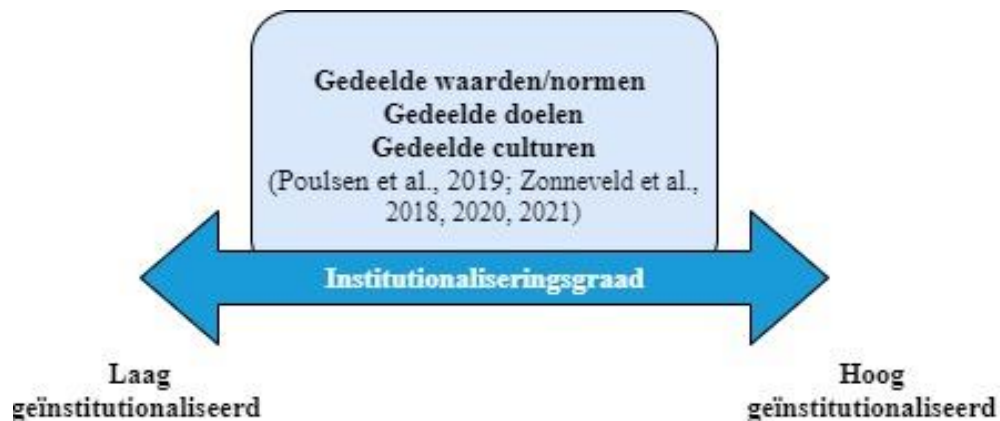 Gedeelde waarden/normen
Gedeelde doelen
Gedeelde culturen
(Poulsen et al., 2019; Zonneveld et al.,
2018, 2020, 2021)
Institutionaliseringsgraad
Laag
geïnstitutionaliseerd
Hoog
geïnstitutionaliseerd